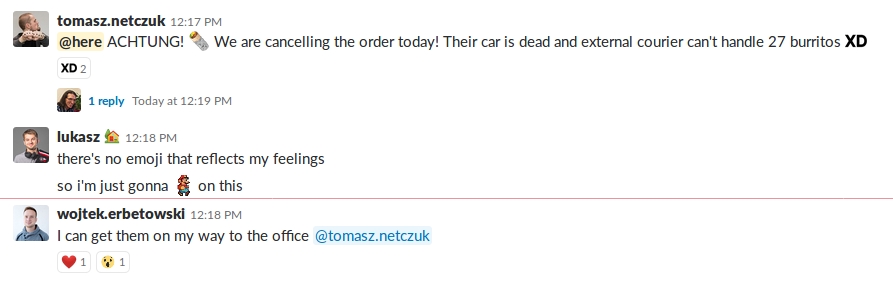 tomasz.netczuk 12:17 PM
@here ACHTUNG! 🌯 We are cancelling the order today! Their car is dead and external courier can't handle 27 burritos XD
XD 2
1 reply Today at 12:19 PM
lukasz 🏡 12:18 PM
there's no emoji that reflects my feelings
so i'm just gonna on this
wojtek.erbetowski 12:18 PM
I can get them on my way to the office @tomasz.netczuk
❤️ 1 😮 1